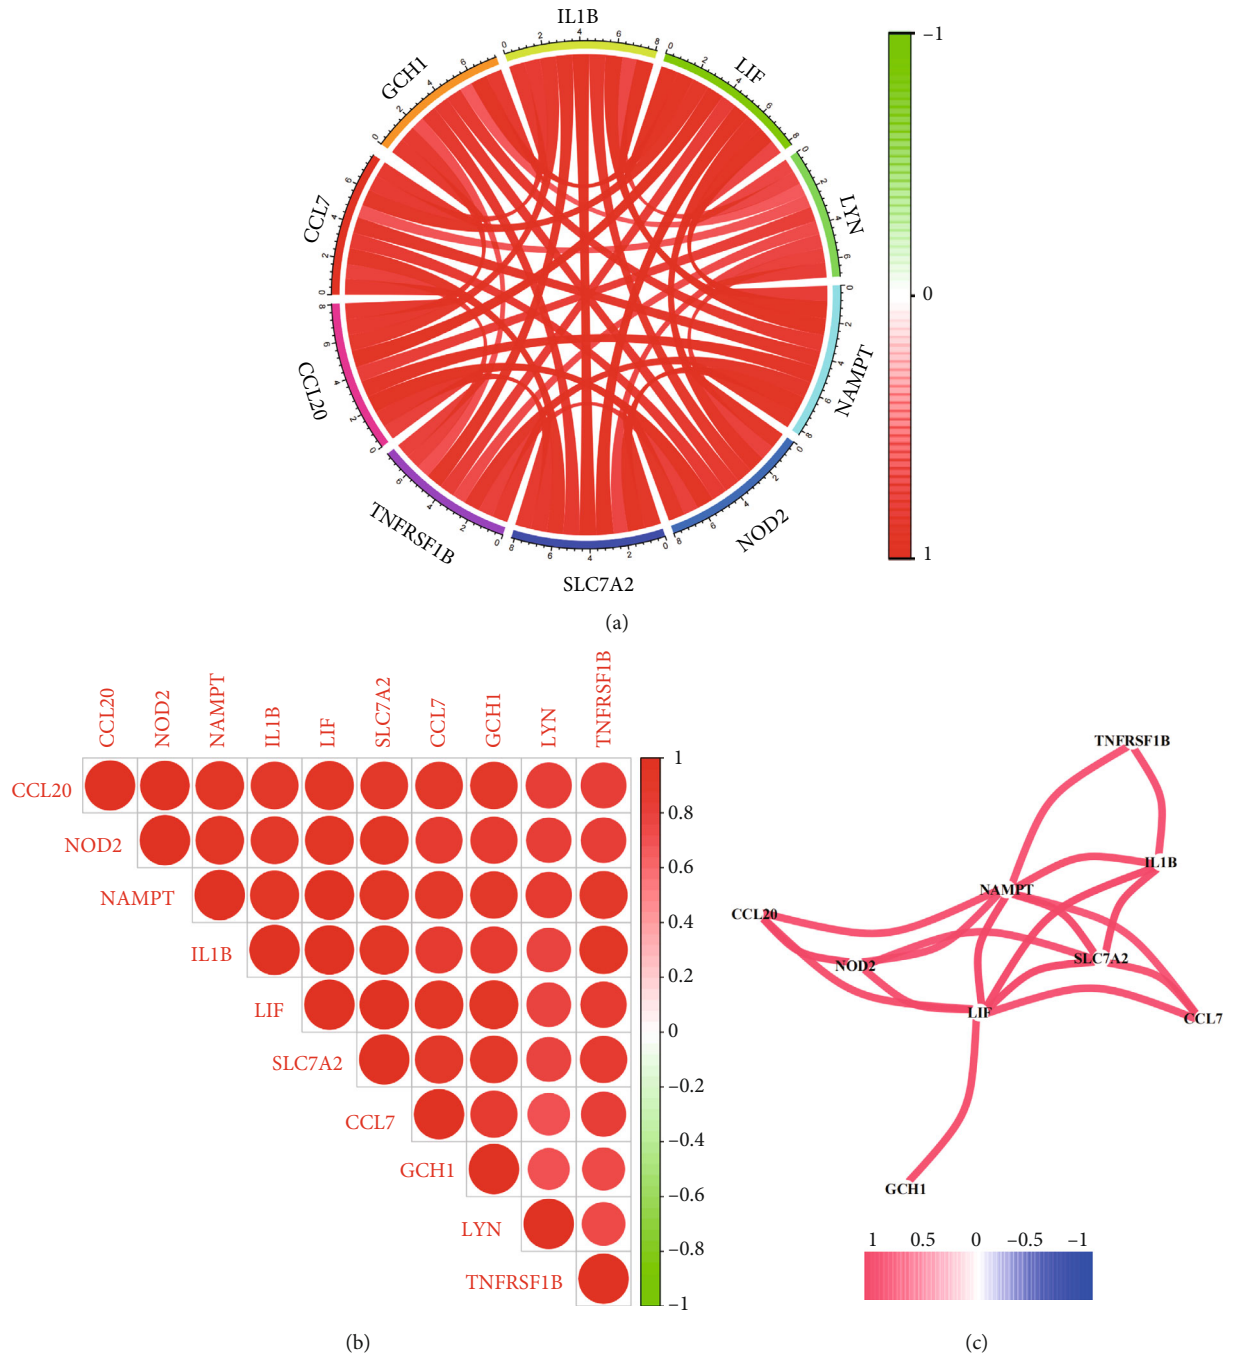 IL1B
LIF
LYN
NAMPT
NOD2
SLC7A2
TNFRSF1B
CCL20
CCL7
GCH1
−1
0
1
(a)
CCL20 NOD2 NAMPT IL1B LIF SLC7A2 CCL7 GCH1 LYN TNFRSF1B
CCL20
NOD2
NAMPT
IL1B
LIF
SLC7A2
CCL7
GCH1
LYN
TNFRSF1B
1
0.8
0.6
0.4
0.2
0
−0.2
−0.4
−0.6
−0.8
−1
(b)
TNFRSF1B
IL1B
NAMPT
CCL20
SLC7A2
NOD2
LIF
CCL7
GCH1
1 0.5 0 −0.5 −1
(c)